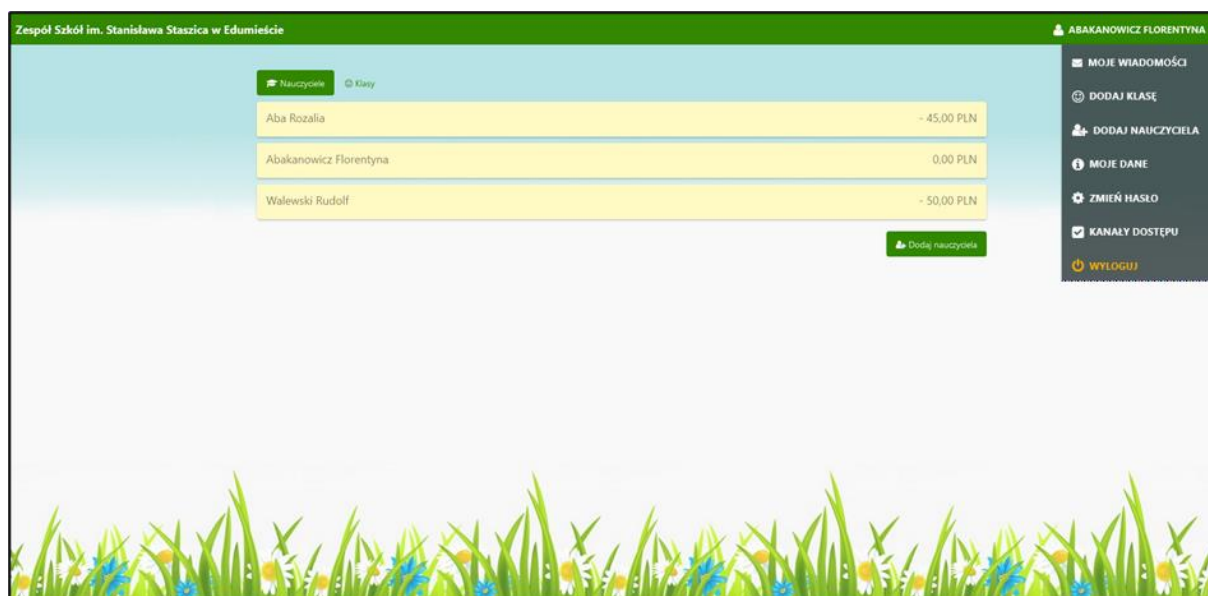 Zespół Szkół im. Stanisława Staszica w Edumieście
ABAKANOWICZ FLORENTYNA
MOJE WIADOMOŚCI
DODAJ KLASĘ
DODAJ NAUCZYCIELA
MOJE DANE
ZMIEŃ HASŁO
KANAŁY DOSTĘPU
WYLOGUJ
Nauczyciele Klasy
Aba Rozalia - 45,00 PLN
Abakanowicz Florentyna 0,00 PLN
Walewski Rudolf - 50,00 PLN
Dodaj nauczyciela